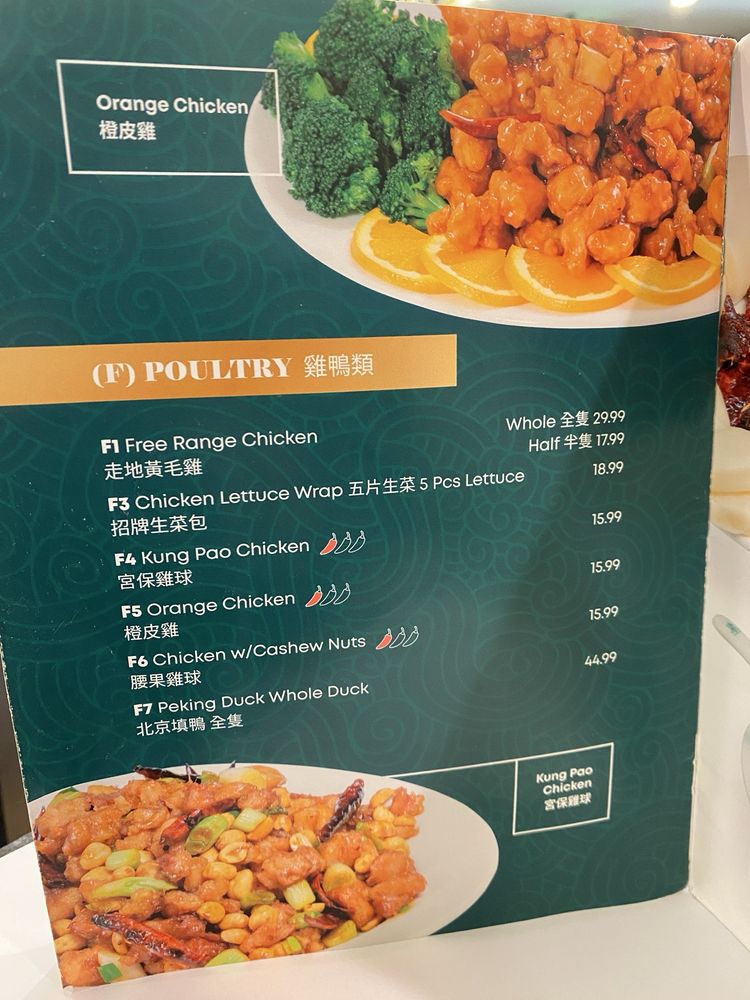 Orange Chicken
橙皮雞
(F) POULTRY 雞鴨類
F1 Free Range Chicken Whole 全隻 29.99
走地黃毛雞 Half 半隻 17.99
F3 Chicken Lettuce Wrap 五片生菜 5 Pcs Lettuce 18.99
招牌生菜包
F4 Kung Pao Chicken 15.99
宮保雞球
F5 Orange Chicken 15.99
橙皮雞
F6 Chicken w/Cashew Nuts 15.99
腰果雞球
F7 Peking Duck Whole Duck 44.99
北京填鴨 全隻
Kung Pao
Chicken
宮保雞球